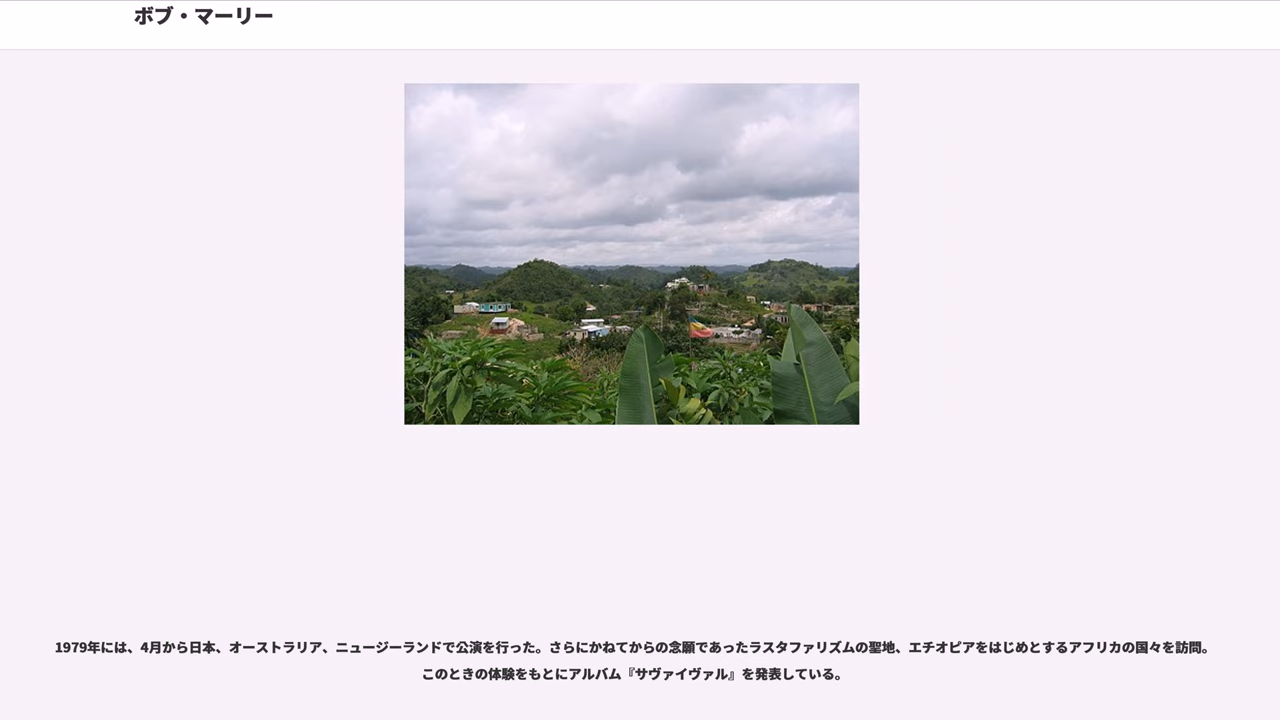 ボブ・マーリー
1979年には、4月から日本、オーストラリア、ニュージーランドで公演を行った。さらにかねてからの念願であったラスタファリズムの聖地、エチオピアをはじめとするアフリカの国々を訪問。
このときの体験をもとにアルバム『サヴァイヴァル』を発表している。